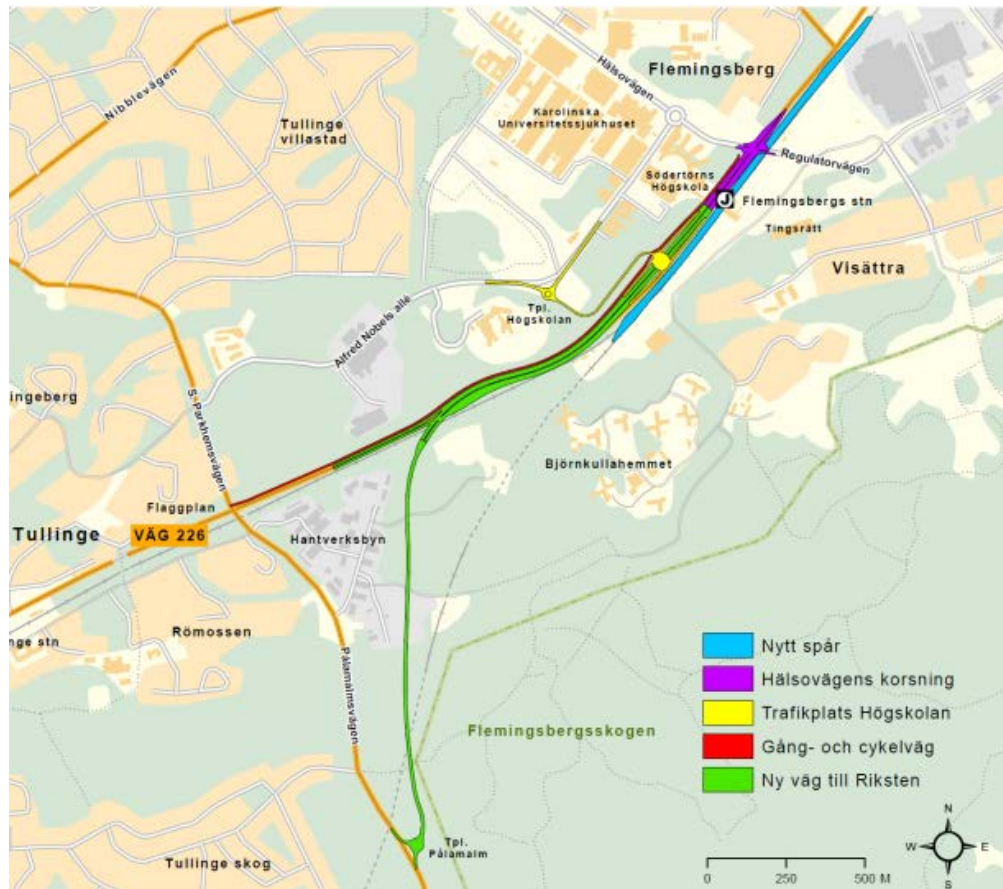 Nibblevägen
Tullinge
villastad
Hälsovägen
Flemingsberg
Karolinska
Universitetssjukhuset
Södertörns
Högskola
Regulatorvägen
J
Flemingsbergs stn
Tingsrätt
Visättra
Tpl.
Högskolan
Alfred Nobels alle
ingeberg
S. Parkhemsvägen
Björnkullahemmet
Flaggplan
Tullinge
VÄG 226
Hantverksbyn
Römossen
nge stn
Pålamalmsvägen
Flemingsbergsskogen
Tpl.
Pålamalm
Tullinge skog
Nytt spår
Hälsovägens korsning
Trafikplats Högskolan
Gång- och cykelväg
Ny väg till Riksten
N
W
E
S
0 250 500 M